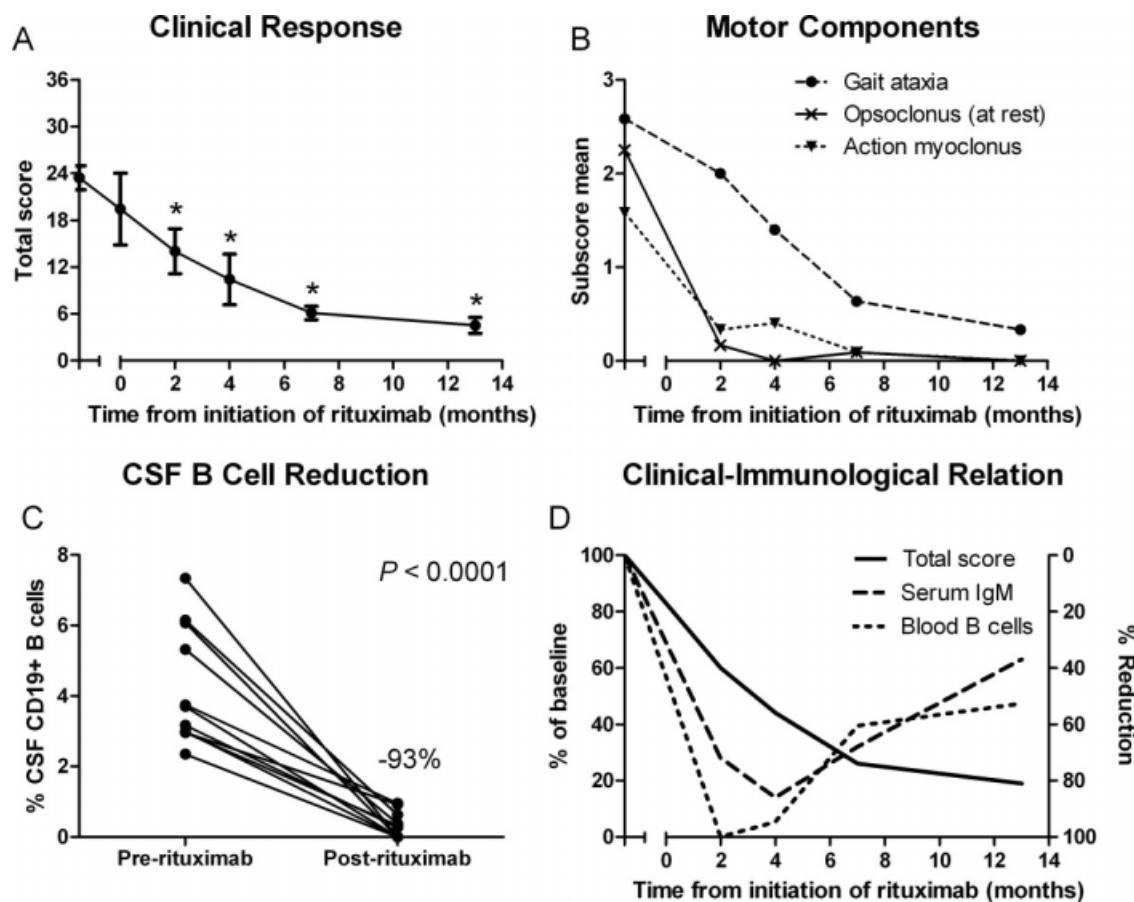 A
Clinical Response
Total score
36
30
24
18
12
6
0
*
*
*
*
0 2 4 6 8 10 12 14
Time from initiation of rituximab (months)
B
Motor Components
Subscore mean
3
2
1
0
Gait ataxia
Opsoclonus (at rest)
Action myoclonus
0 2 4 6 8 10 12 14
Time from initiation of rituximab (months)
C
CSF B Cell Reduction
% CSF CD19+ B cells
8
6
4
2
0
P < 0.0001
-93%
Pre-rituximab Post-rituximab
D
Clinical-Immunological Relation
% of baseline
100
80
60
40
20
0
Total score
Serum IgM
Blood B cells
0
20
40
60
80
100
% Reduction
0 2 4 6 8 10 12 14
Time from initiation of rituximab (months)